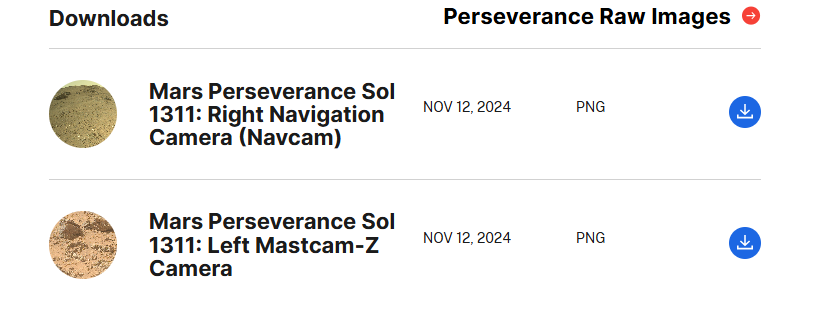 Downloads
Perseverance Raw Images
Mars Perseverance Sol
1311: Right Navigation
Camera (Navcam)
NOV 12, 2024
PNG
Mars Perseverance Sol
1311: Left Mastcam-Z
Camera
NOV 12, 2024
PNG